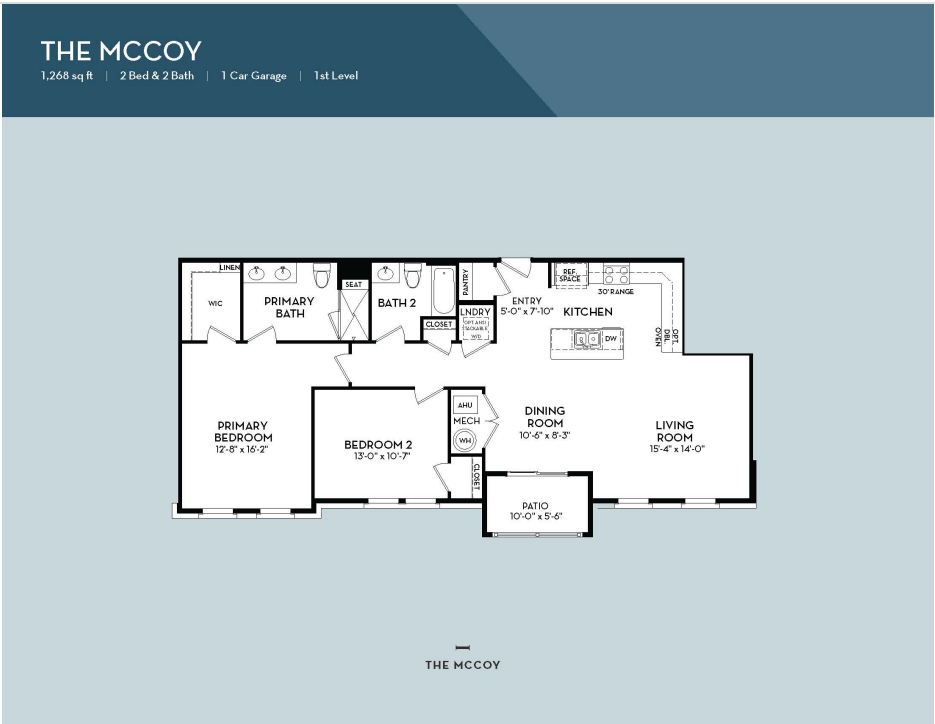 THE MCCOY
1,268 sq ft | 2 Bed & 2 Bath | 1 Car Garage | 1st Level
LINEN
WIC
PRIMARY
BATH
SEAT
BATH 2
CLOSET
PANTRY
LNDRY
OPT AND
STACKABLE
W/D
ENTRY
5'-0" x 7'-10"
REF.
SPACE
30" RANGE
KITCHEN
DW
OPT.
DBL.
OVEN
PRIMARY
BEDROOM
12'-8" x 16'-2"
BEDROOM 2
13'-0" x 10'-7"
AHU
MECH
WH
CLOSET
DINING
ROOM
10'-6" x 8'-3"
LIVING
ROOM
15'-4" x 14'-0"
PATIO
10'-0" x 5'-6"
THE MCCOY